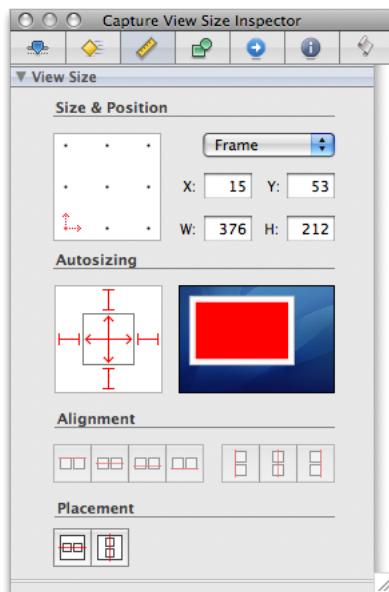 Capture View Size Inspector
View Size
Size & Position
Frame
X: 15 Y: 53
W: 376 H: 212
Autosizing
Alignment
Placement